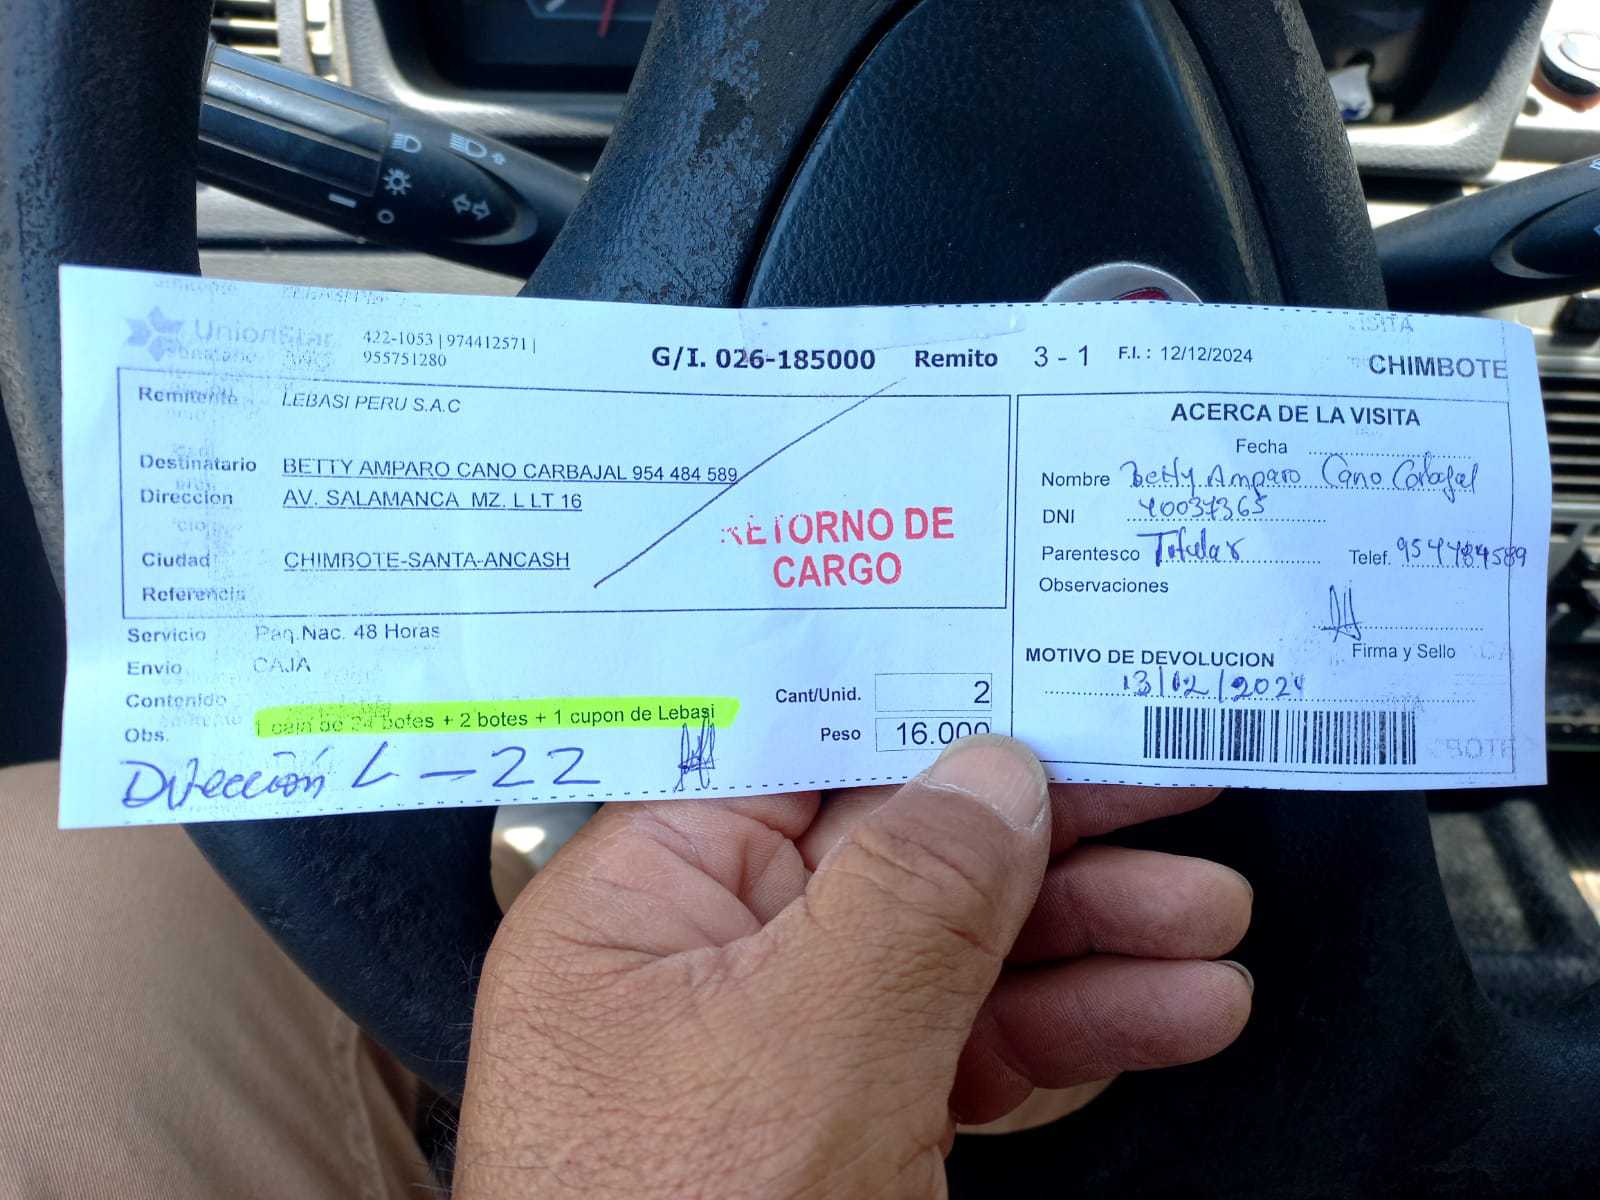 UnionStar
422-1053 | 974412571 |
955751280
G/I. 026-185000 Remito 3 - 1 F.I. : 12/12/2024
CHIMBOTE
Remitente LEBASI PERU S.A.C
Destinatario BETTY AMPARO CANO CARBAJAL 954 484 589
Direccion AV. SALAMANCA MZ. L LT 16
Ciudad CHIMBOTE-SANTA-ANCASH
Referencia
RETORNO DE
CARGO
Servicio Paq.Nac. 48 Horas
Envio CAJA
Contenido
Obs. 1 caja de 24 botes + 2 botes + 1 cupon de Lebasi
Cant/Unid. 2
Peso 16.000
Dirección L - 22
ACERCA DE LA VISITA
Fecha
Nombre Betty Amparo Cano Carbajal
DNI 40037365
Parentesco Titular Telef. 954484589
Observaciones
Firma y Sello
MOTIVO DE DEVOLUCION
13/12/2024